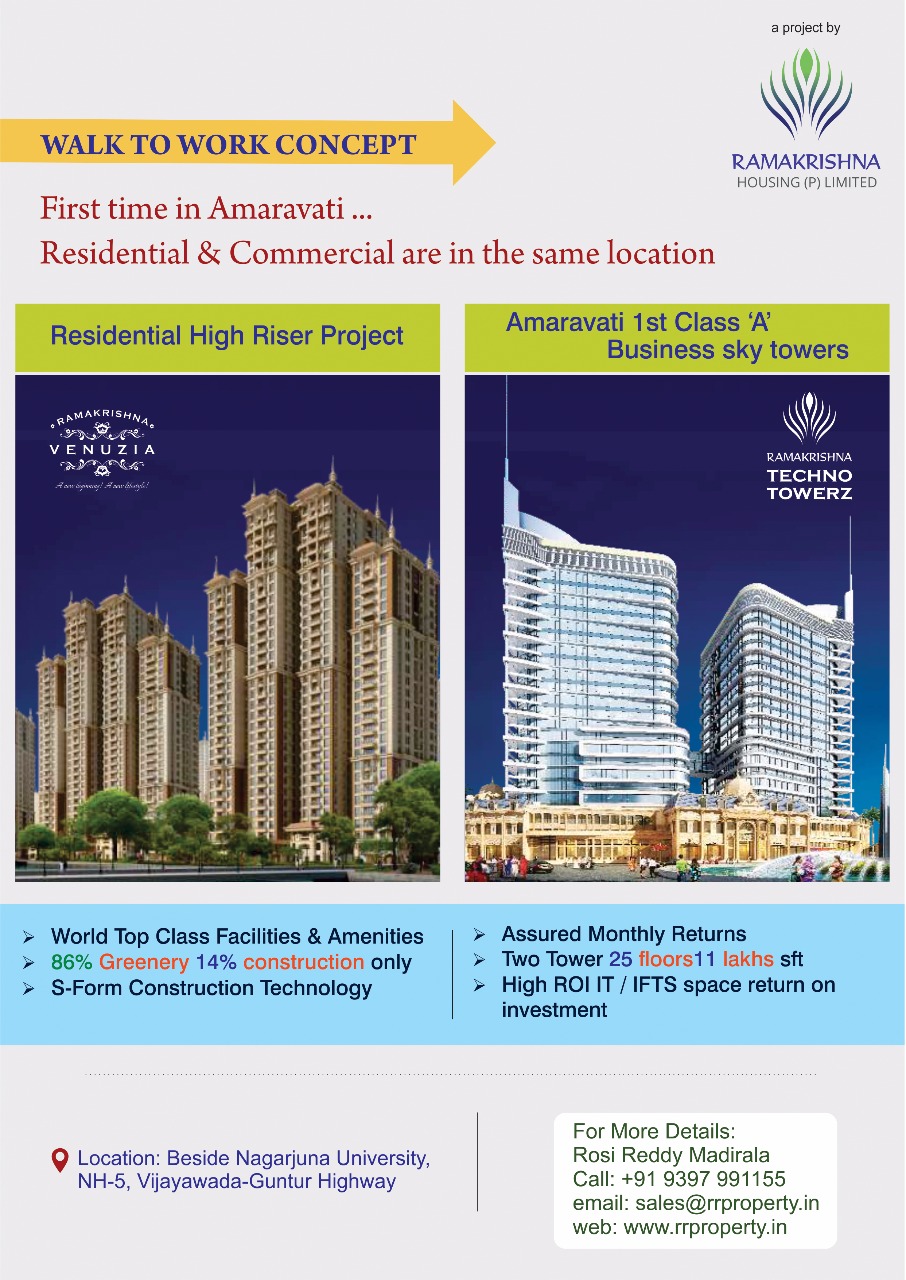 a project by
RAMAKRISHNA
HOUSING (P) LIMITED
WALK TO WORK CONCEPT
First time in Amaravati ...
Residential & Commercial are in the same location
Residential High Riser Project
RAMAKRISHNA
VENUZIA
A new beginning! A new lifestyle!
Amaravati 1st Class ‘A’
Business sky towers
RAMAKRISHNA
TECHNO
TOWERZ
➢ World Top Class Facilities & Amenities
➢ 86% Greenery 14% construction only
➢ S-Form Construction Technology
➢ Assured Monthly Returns
➢ Two Tower 25 floors11 lakhs sft
➢ High ROI IT / IFTS space return on
investment
Location: Beside Nagarjuna University,
NH-5, Vijayawada-Guntur Highway
For More Details:
Rosi Reddy Madirala
Call: +91 9397 991155
email: sales@rrproperty.in
web: www.rrproperty.in